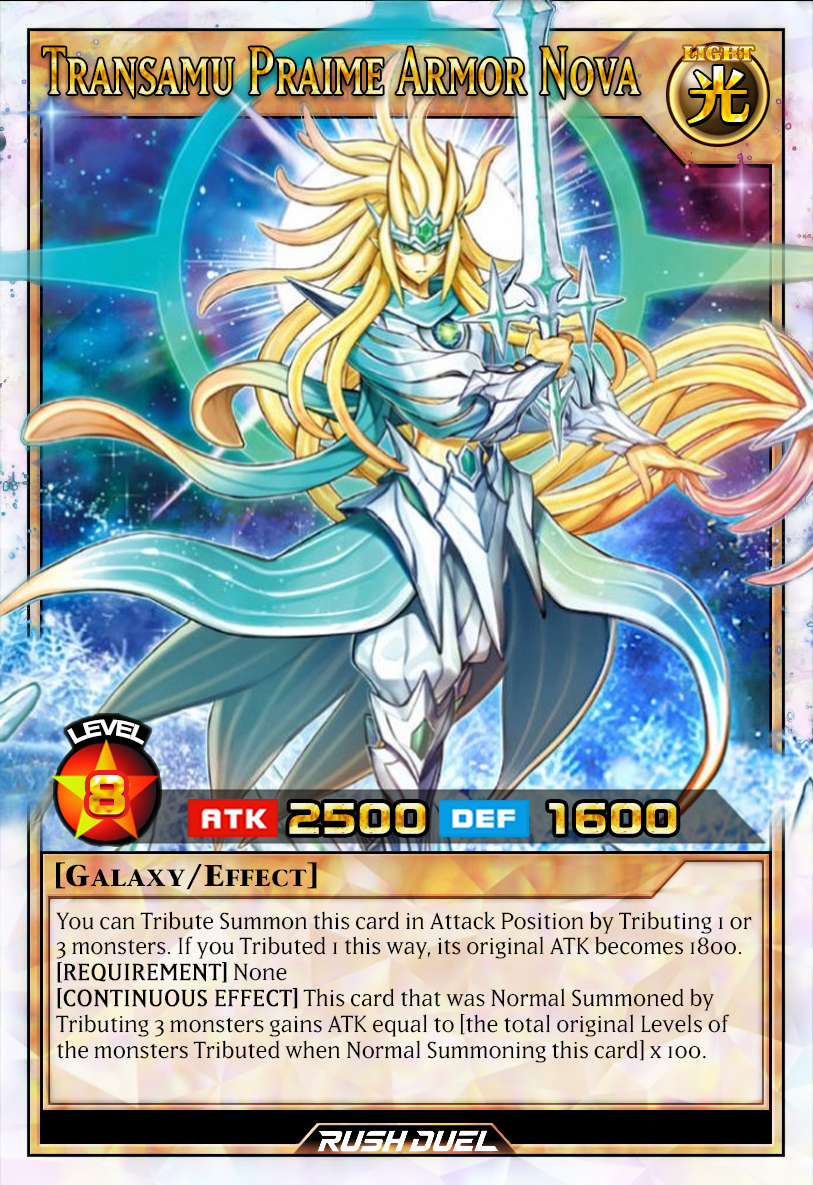 TRANSAMU PRAIME ARMOR NOVA
LIGHT
光
LEVEL
8
ATK 2500 DEF 1600
[GALAXY/EFFECT]
You can Tribute Summon this card in Attack Position by Tributing 1 or
3 monsters. If you Tributed 1 this way, its original ATK becomes 1800.
[REQUIREMENT] None
[CONTINUOUS EFFECT] This card that was Normal Summoned by
Tributing 3 monsters gains ATK equal to [the total original Levels of
the monsters Tributed when Normal Summoning this card] x 100.
RUSH DUEL